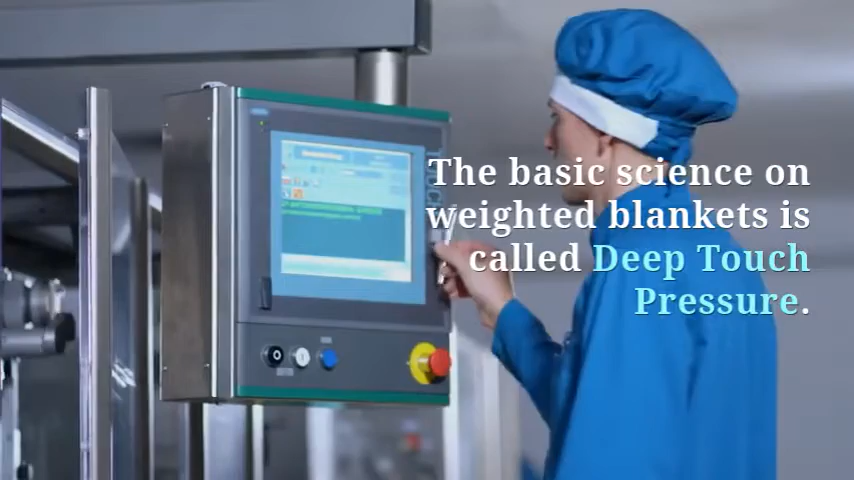 The basic science on
weighted blankets is
called Deep Touch
Pressure.